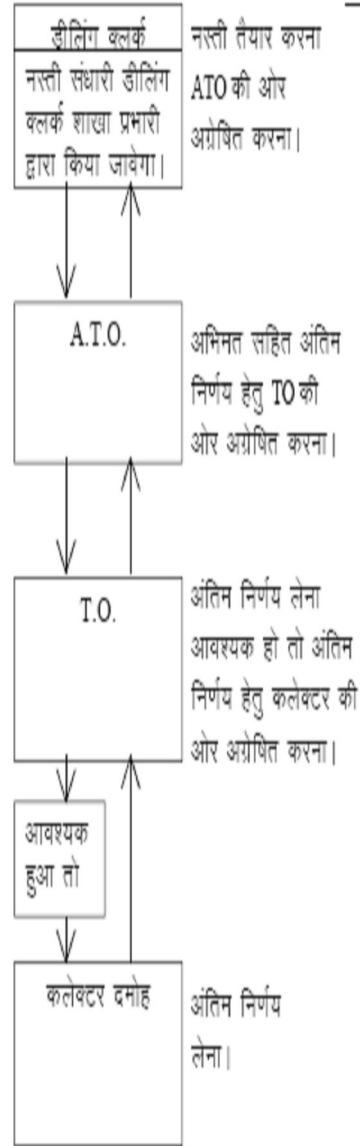 डीलिंग क्लर्क
नस्ती संधारी डीलिंग
क्लर्क शाखा प्रभारी
द्वारा किया जावेगा।
नस्ती तैयार करना
ATO की ओर
अग्रेषित करना।
A.T.O.
अभिमत सहित अंतिम
निर्णय हेतु TO की
ओर अग्रेषित करना।
T.O.
अंतिम निर्णय लेना
आवश्यक हो तो अंतिम
निर्णय हेतु कलेक्टर की
ओर अग्रेषित करना।
आवश्यक
हुआ तो
कलेक्टर दमोह
अंतिम निर्णय
लेना।